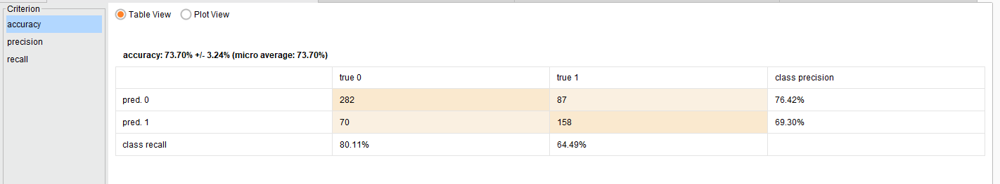 Criterion
accuracy
precision
recall
Table View Plot View
accuracy: 73.70% +/- 3.24% (micro average: 73.70%)
true 0 true 1 class precision
pred. 0 282 87 76.42%
pred. 1 70 158 69.30%
class recall 80.11% 64.49%